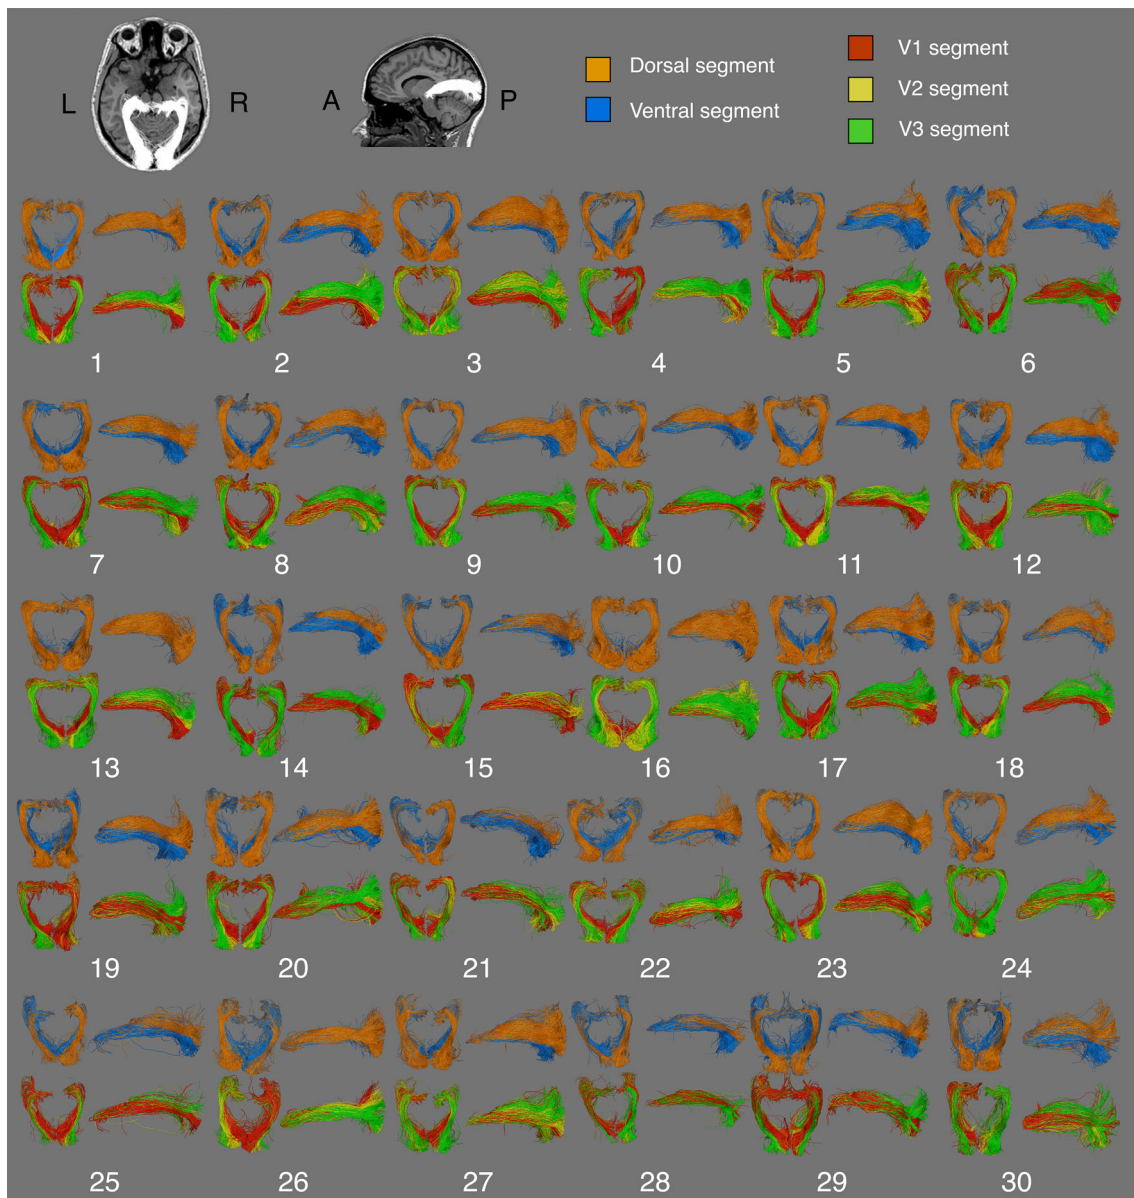 L R A P
Dorsal segment
Ventral segment
V1 segment
V2 segment
V3 segment
1 2 3 4 5 6
7 8 9 10 11 12
13 14 15 16 17 18
19 20 21 22 23 24
25 26 27 28 29 30